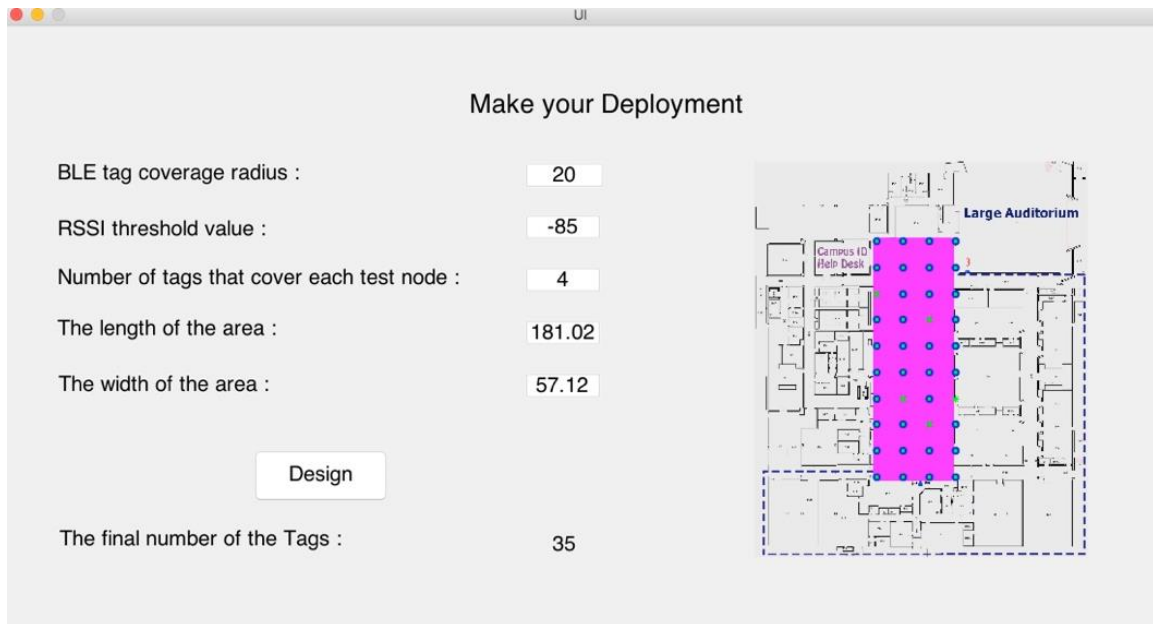 UI
Make your Deployment
BLE tag coverage radius : 20
RSSI threshold value : -85
Number of tags that cover each test node : 4
The length of the area : 181.02
The width of the area : 57.12
Design
The final number of the Tags : 35
Large Auditorium
Campus ID
Help Desk
3